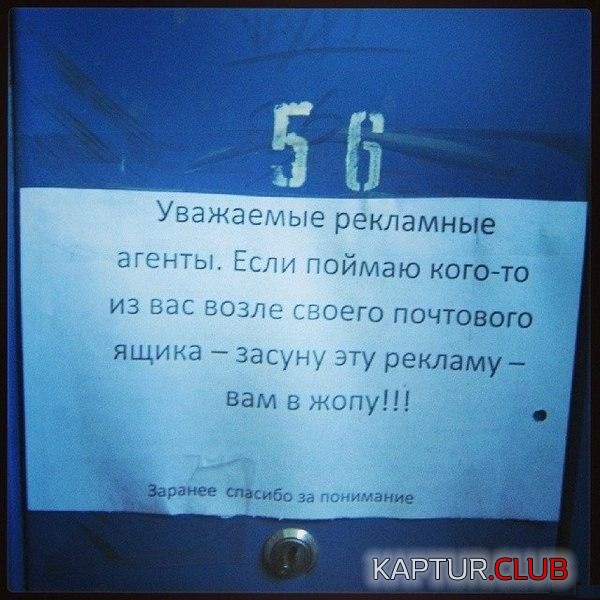 56
Уважаемые рекламные
агенты. Если поймаю кого-то
из вас возле своего почтового
ящика – засуну эту рекламу –
вам в жопу!!!
Заранее спасибо за понимание
KAPTUR.CLUB